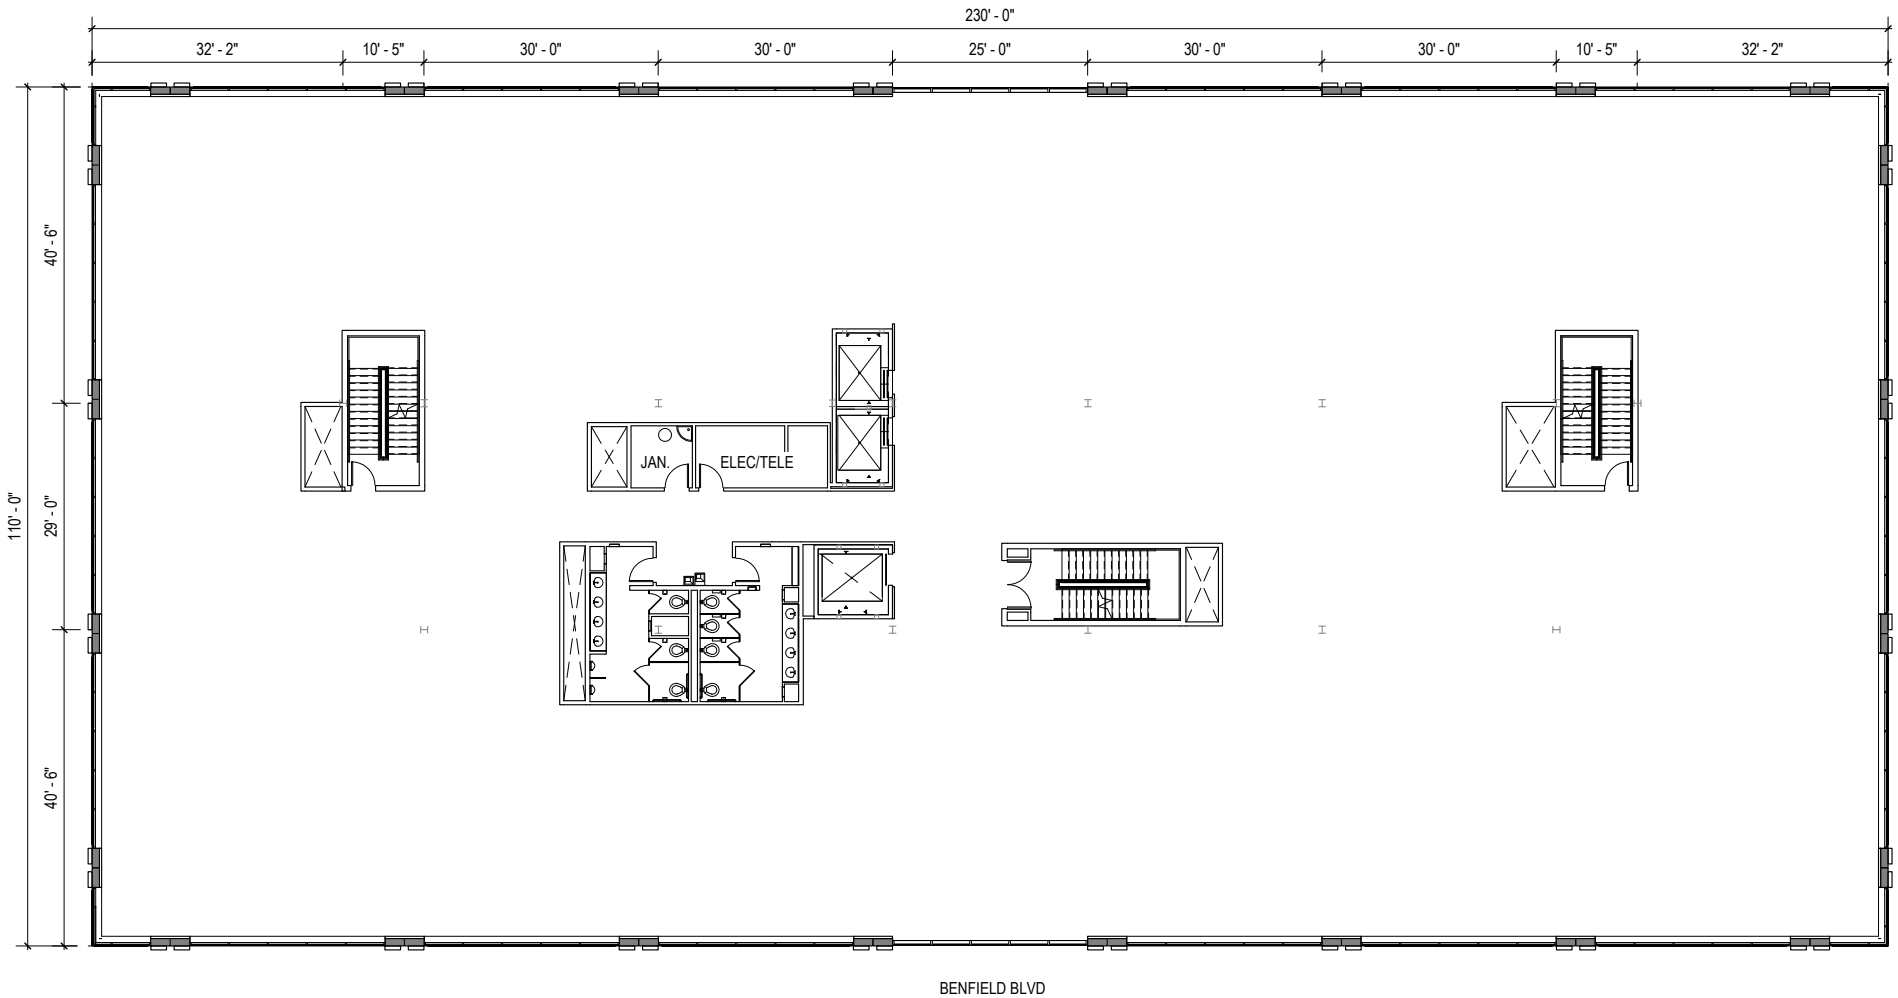 230' - 0"
32' - 2"
10' - 5"
30' - 0"
30' - 0"
25' - 0"
30' - 0"
30' - 0"
10' - 5"
32' - 2"
40' - 6"
110' - 0"
29' - 0"
40' - 6"
JAN.
ELEC/TELE
BENFIELD BLVD